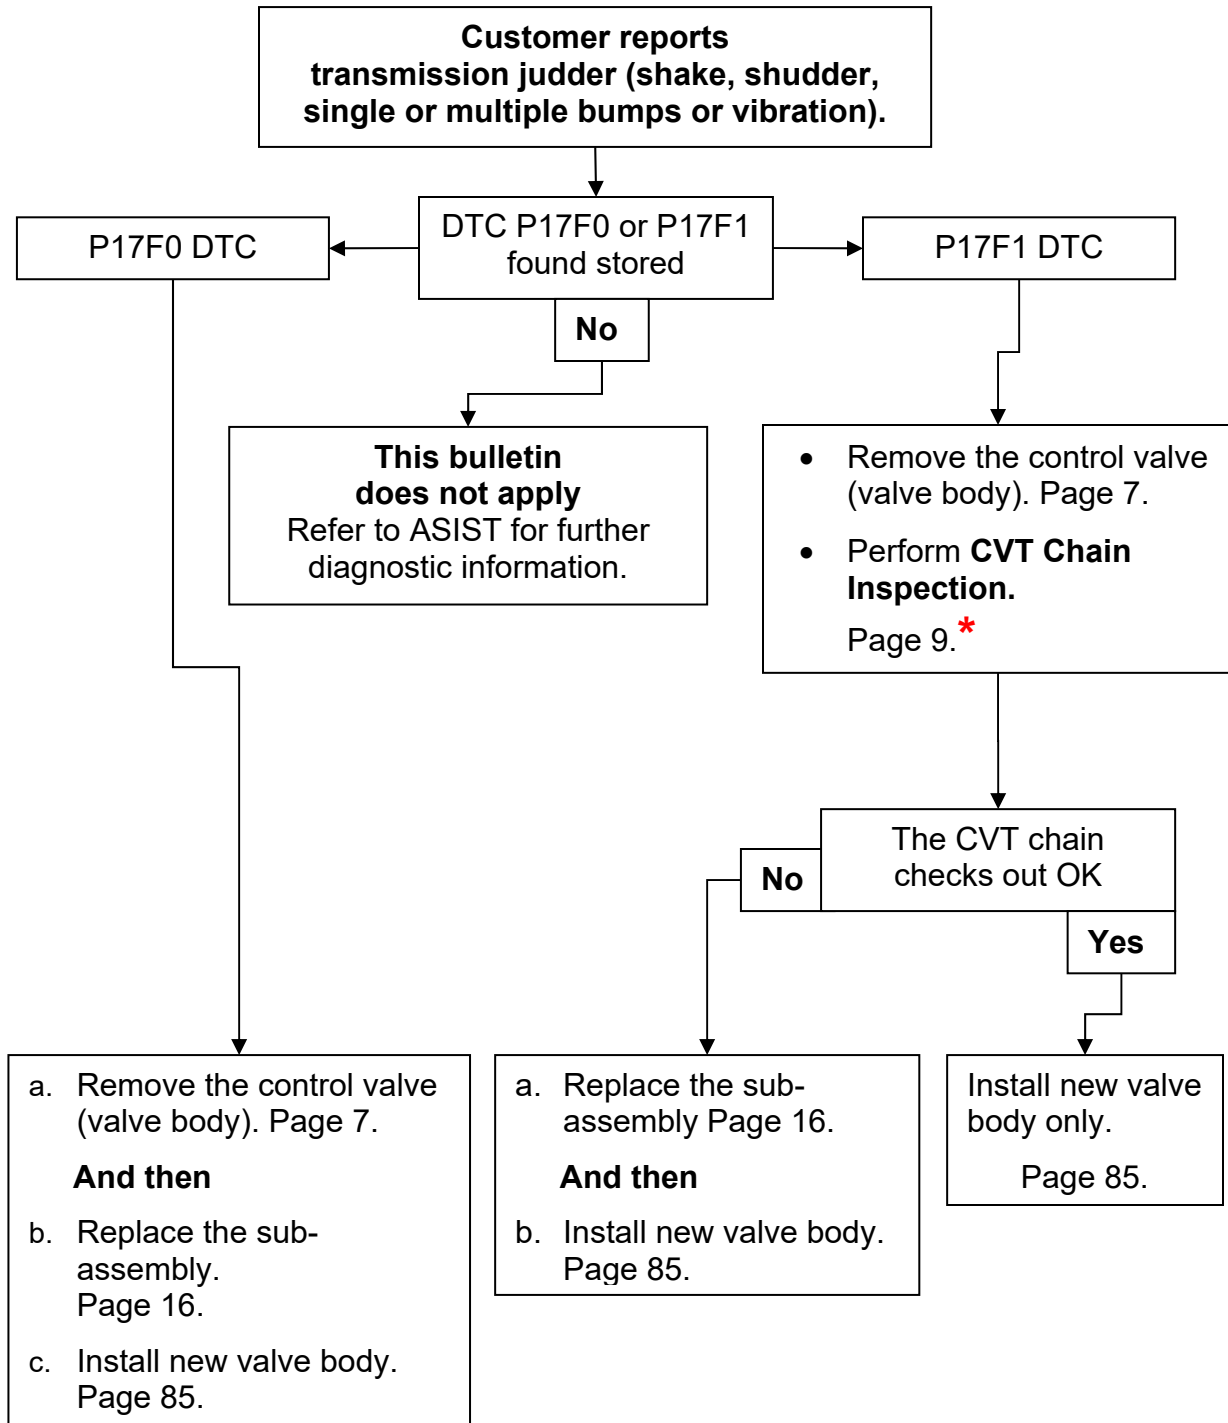 Customer reports
transmission judder (shake, shudder,
single or multiple bumps or vibration).
DTC P17F0 or P17F1
found stored
P17F0 DTC
P17F1 DTC
No
This bulletin
does not apply
Refer to ASIST for further
diagnostic information.
• Remove the control valve
(valve body). Page 7.
• Perform CVT Chain
Inspection.
Page 9.*
The CVT chain
checks out OK
No
Yes
a. Remove the control valve
(valve body). Page 7.
And then
b. Replace the sub-
assembly.
Page 16.
c. Install new valve body.
Page 85.
a. Replace the sub-
assembly Page 16.
And then
b. Install new valve body.
Page 85.
Install new valve
body only.
Page 85.